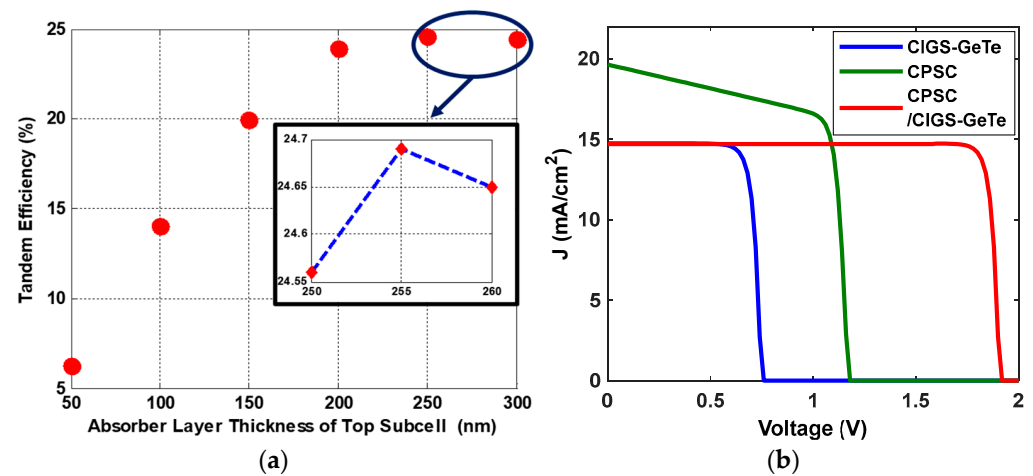 25
20
15
10
5
50
100
150
200
250
300
Tandem Efficiency (%)
Absorber Layer Thickness of Top Subcell (nm)
24.7
24.65
24.6
24.55
250
255
260
(a)
20
15
10
5
0
0
0.5
1
1.5
2
J (mA/cm²)
Voltage (V)
CIGS-GeTe
CPSC
CPSC
/CIGS-GeTe
(b)